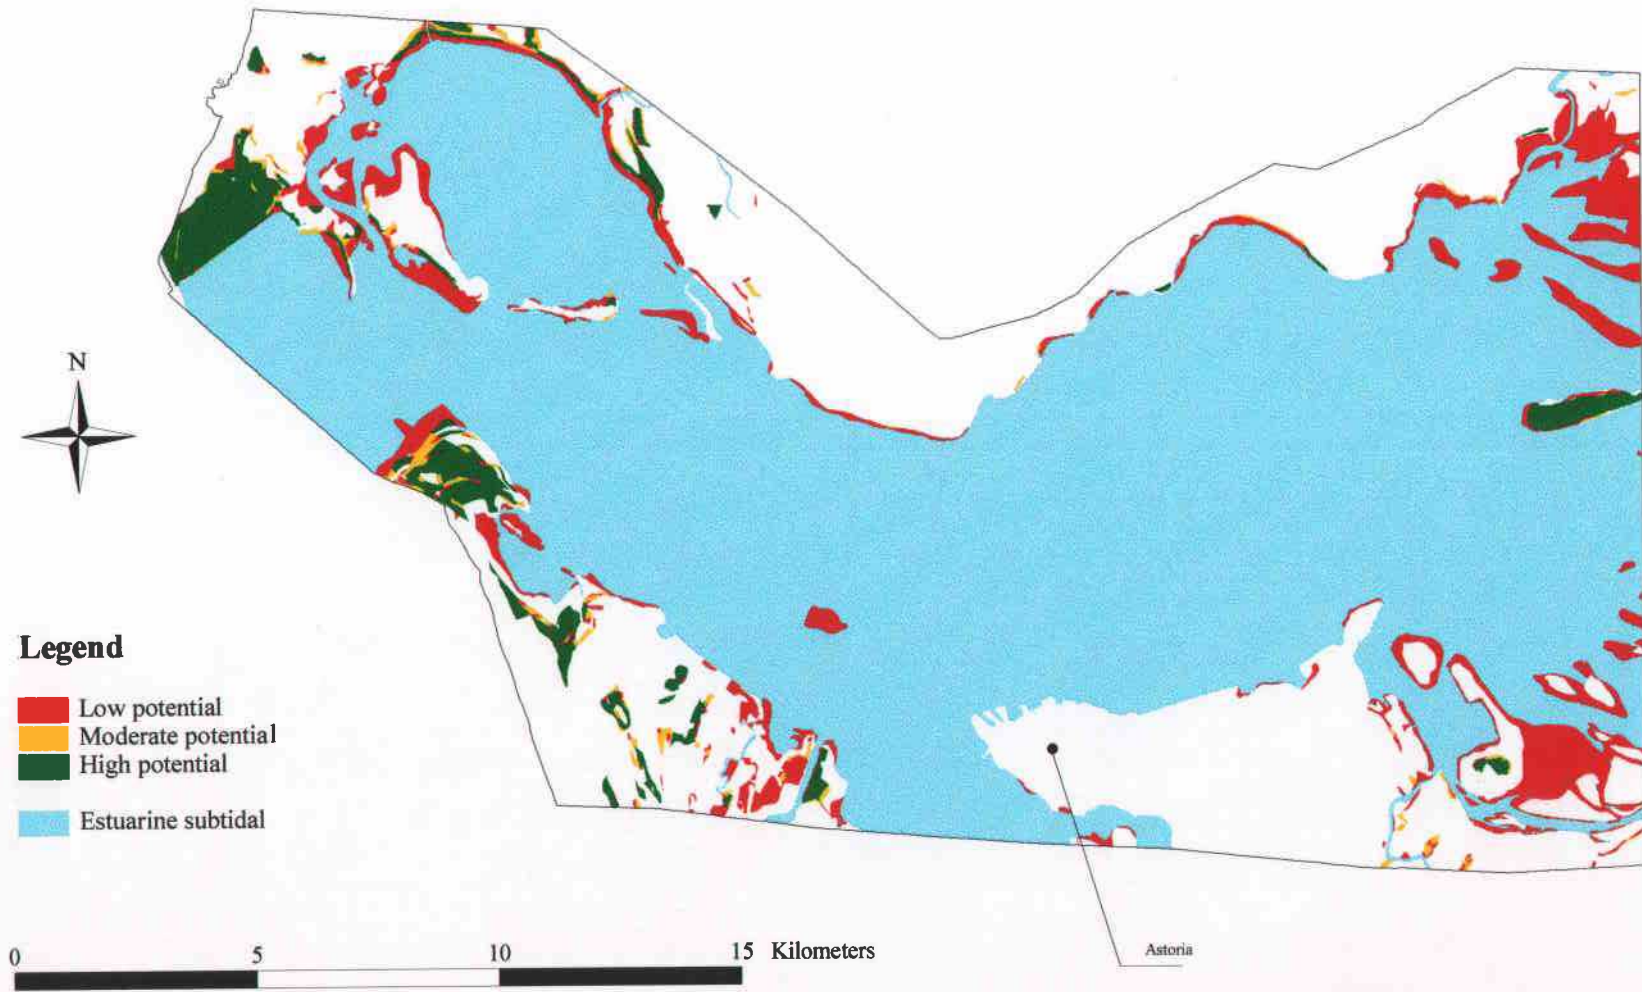 N
Legend
Low potential
Moderate potential
High potential
Estuarine subtidal
0 5 10 15 Kilometers
Astoria